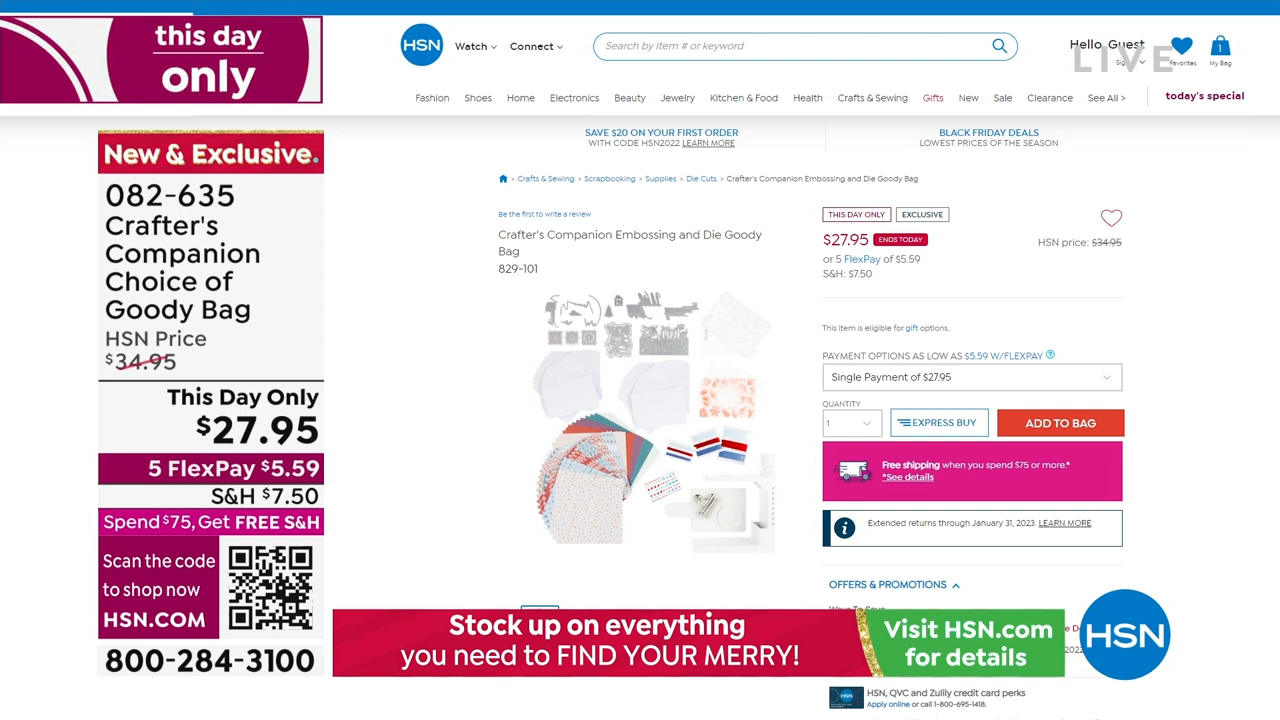 this day
only
New & Exclusive.
082-635
Crafter's
Companion
Choice of
Goody Bag
HSN Price
$34.95
This Day Only
$27.95
5 FlexPay $5.59
S&H $7.50
Spend $75, Get FREE S&H
Scan the code
to shop now
HSN.COM
800-284-3100
HSN
Watch
Connect
Search by item # or keyword
Hello, Guest
LIVE
Favorites
1
My Bag
Fashion Shoes Home Electronics Beauty Jewelry Kitchen & Food Health Crafts & Sewing Gifts New Sale Clearance See All > today's special
SAVE $20 ON YOUR FIRST ORDER
WITH CODE HSN2022 LEARN MORE
BLACK FRIDAY DEALS
LOWEST PRICES OF THE SEASON
> Crafts & Sewing > Scrapbooking > Supplies > Die Cuts > Crafter's Companion Embossing and Die Goody Bag
Be the first to write a review
Crafter's Companion Embossing and Die Goody
Bag
829-101
THIS DAY ONLY EXCLUSIVE
$27.95 ENDS TODAY
HSN price: $34.95
or 5 FlexPay of $5.59
S&H: $7.50
This item is eligible for gift options.
PAYMENT OPTIONS AS LOW AS $5.59 W/FLEXPAY ?
Single Payment of $27.95
QUANTITY
1
EXPRESS BUY
ADD TO BAG
Free shipping when you spend $75 or more.*
*See details
i
Extended returns through January 31, 2023. LEARN MORE
OFFERS & PROMOTIONS
Stock up on everything
you need to FIND YOUR MERRY!
Visit HSN.com
for details
HSN
HSN
HSN, QVC and Zulily credit card perks
Apply online or call 1-800-695-1418.